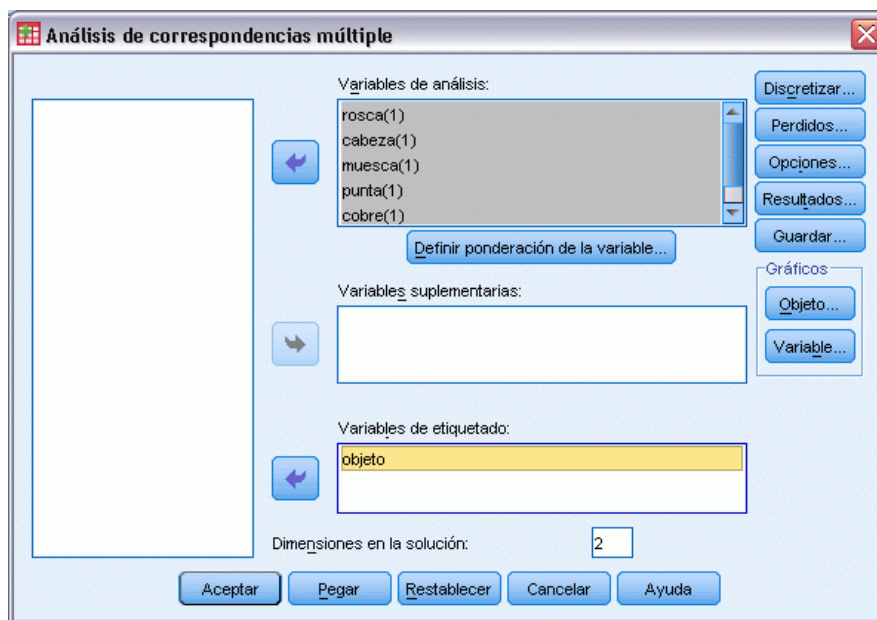 Análisis de correspondencias múltiple
Variables de análisis:
rosca(1)
cabeza(1)
muesca(1)
punta(1)
cobre(1)
Definir ponderación de la variable...
Variables suplementarias:
Variables de etiquetado:
objeto
Dimensiones en la solución:
2
Discretizar...
Perdidos...
Opciones...
Resultados...
Guardar...
Gráficos
Objeto...
Variable...
Aceptar
Pegar
Restablecer
Cancelar
Ayuda